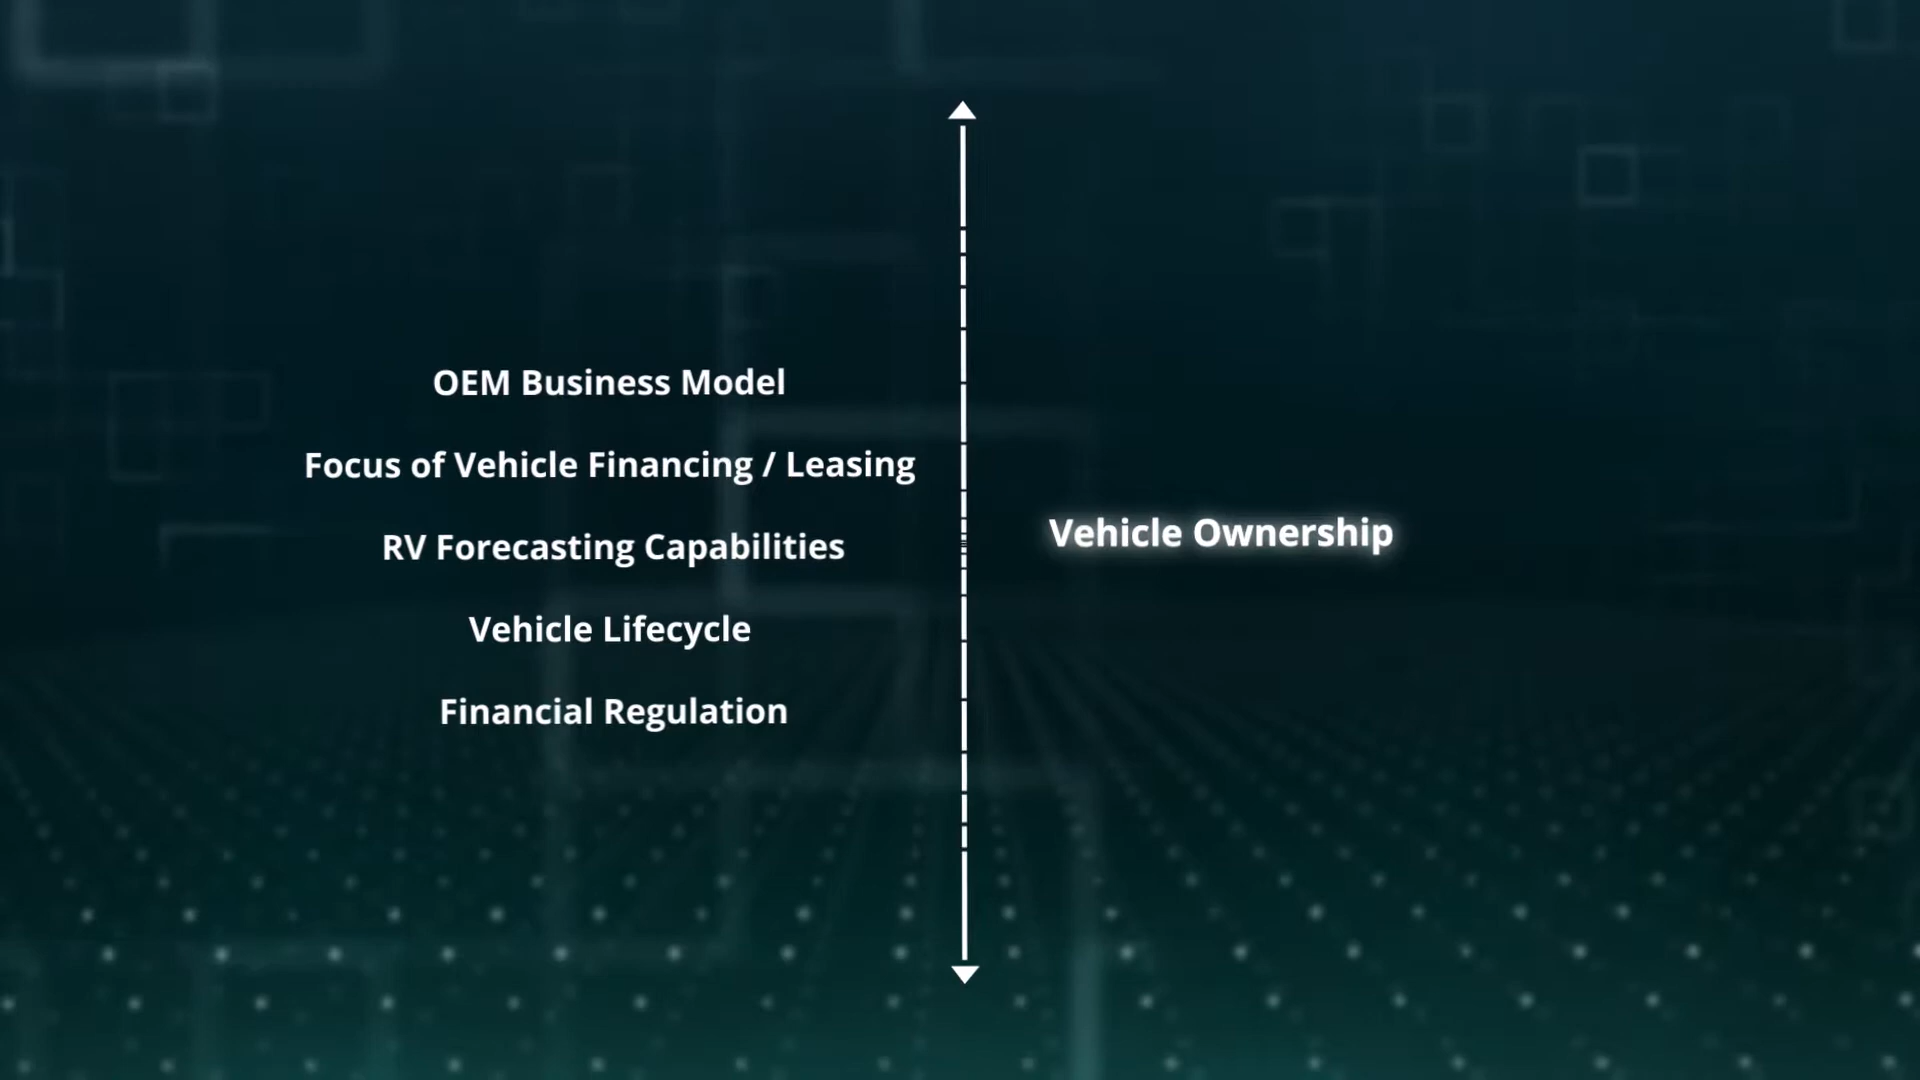 OEM Business Model
Focus of Vehicle Financing / Leasing
RV Forecasting Capabilities
Vehicle Lifecycle
Financial Regulation
Vehicle Ownership